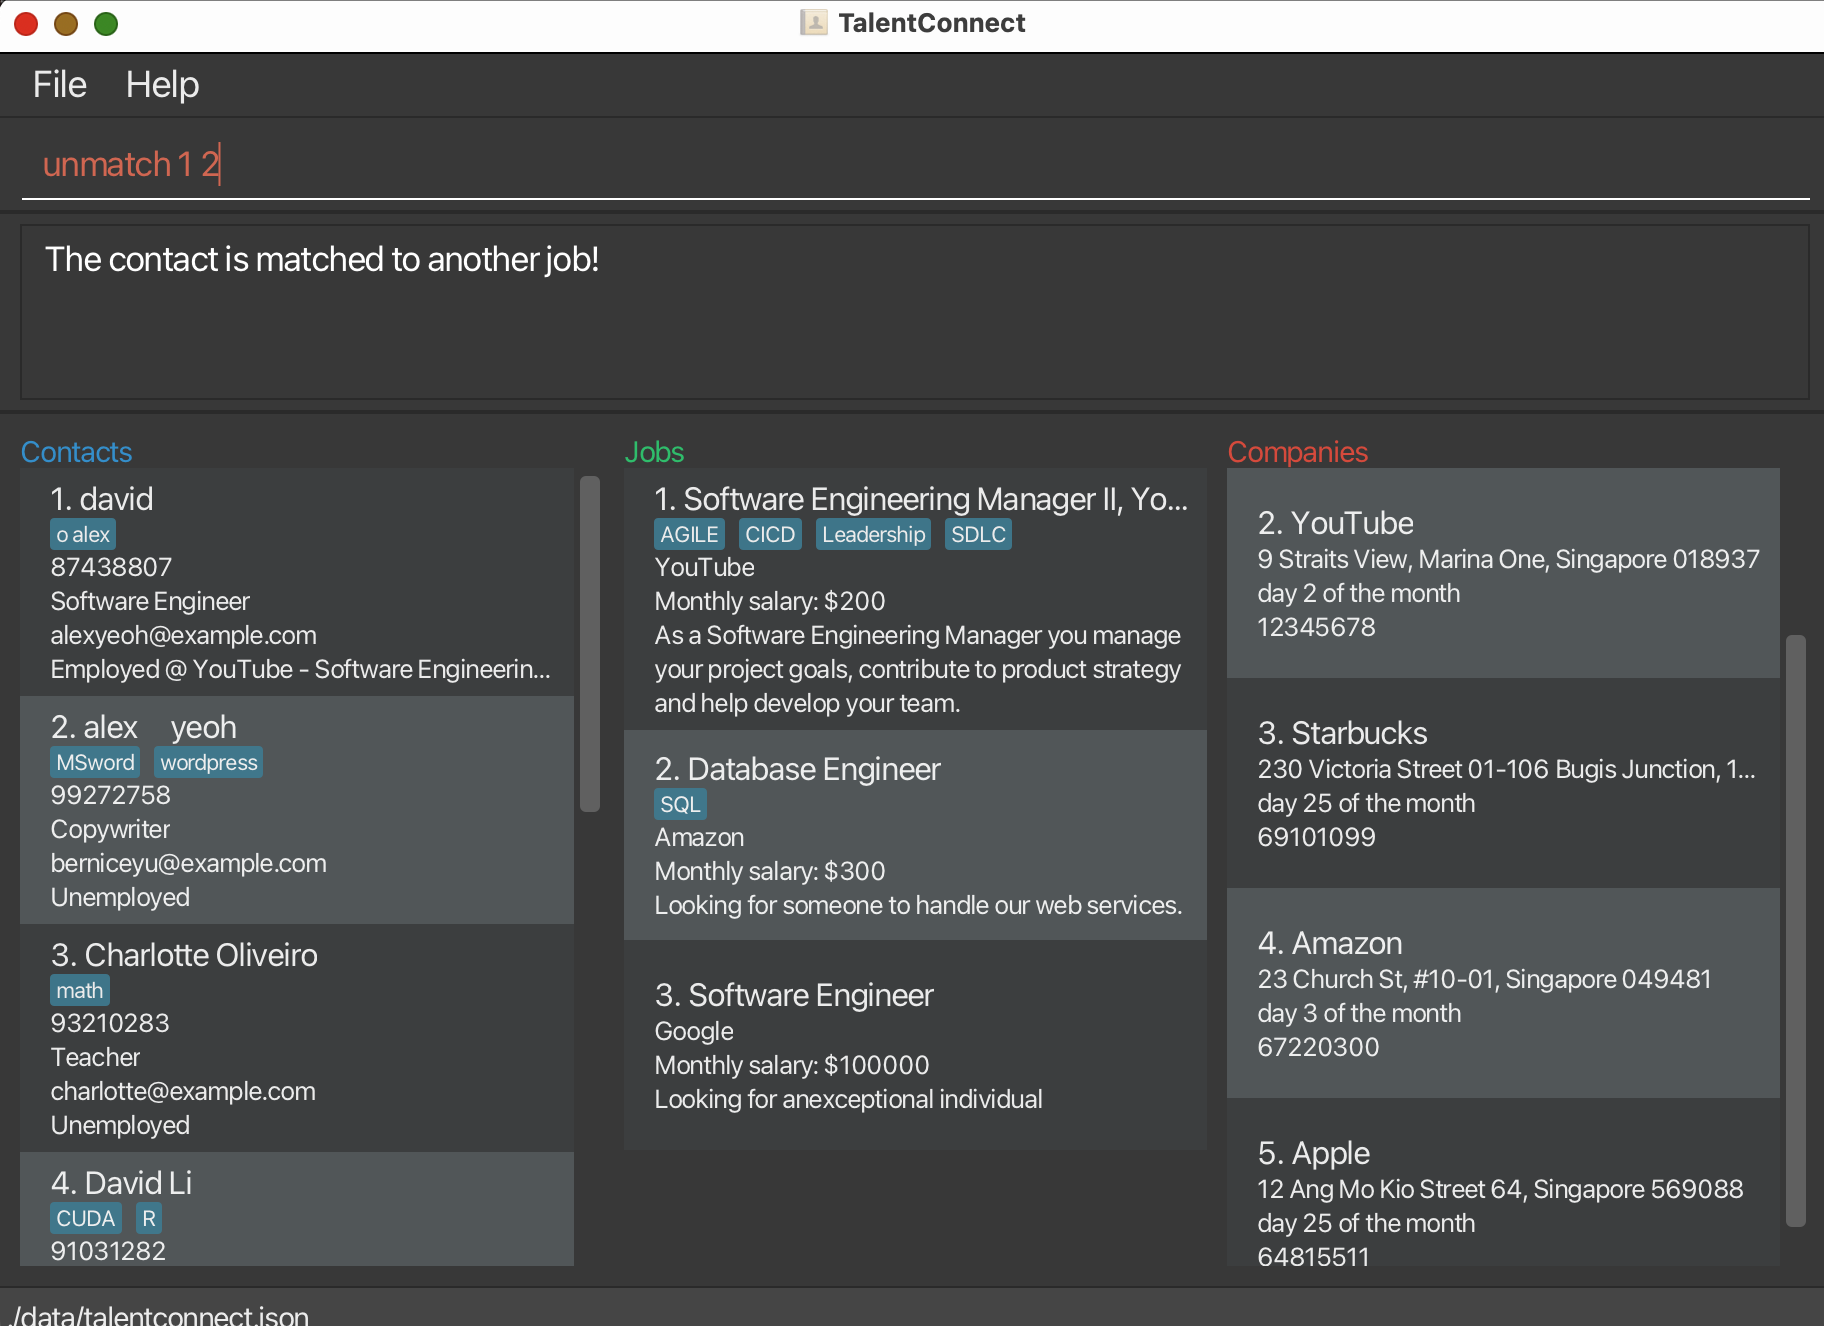 TalentConnect
File Help
unmatch 1 2
The contact is matched to another job!
Contacts
1. david
o alex
87438807
Software Engineer
alexyeoh@example.com
Employed @ YouTube - Software Engineerin...
2. alex    yeoh
MSword wordpress
99272758
Copywriter
berniceyu@example.com
Unemployed
3. Charlotte Oliveiro
math
93210283
Teacher
charlotte@example.com
Unemployed
4. David Li
CUDA R
91031282
Jobs
1. Software Engineering Manager II, Yo...
AGILE CICD Leadership SDLC
YouTube
Monthly salary: $200
As a Software Engineering Manager you manage
your project goals, contribute to product strategy
and help develop your team.
2. Database Engineer
SQL
Amazon
Monthly salary: $300
Looking for someone to handle our web services.
3. Software Engineer
Google
Monthly salary: $100000
Looking for anexceptional individual
Companies
2. YouTube
9 Straits View, Marina One, Singapore 018937
day 2 of the month
12345678
3. Starbucks
230 Victoria Street 01-106 Bugis Junction, 1...
day 25 of the month
69101099
4. Amazon
23 Church St, #10-01, Singapore 049481
day 3 of the month
67220300
5. Apple
12 Ang Mo Kio Street 64, Singapore 569088
day 25 of the month
64815511
./data/talentconnect.json